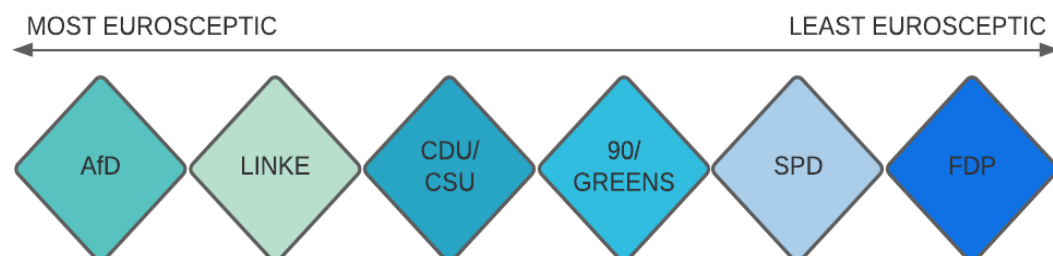 MOST EUROSCEPTIC
LEAST EUROSCEPTIC
AfD
LINKE
CDU/
CSU
90/
GREENS
SPD
FDP